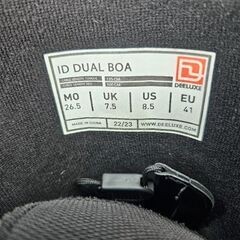 ID DUAL BOA
DEELUXE
MO UK US EU
26.5 7.5 8.5 41
MADE IN CHINA 22/23 WWW.DEELUXE.COM